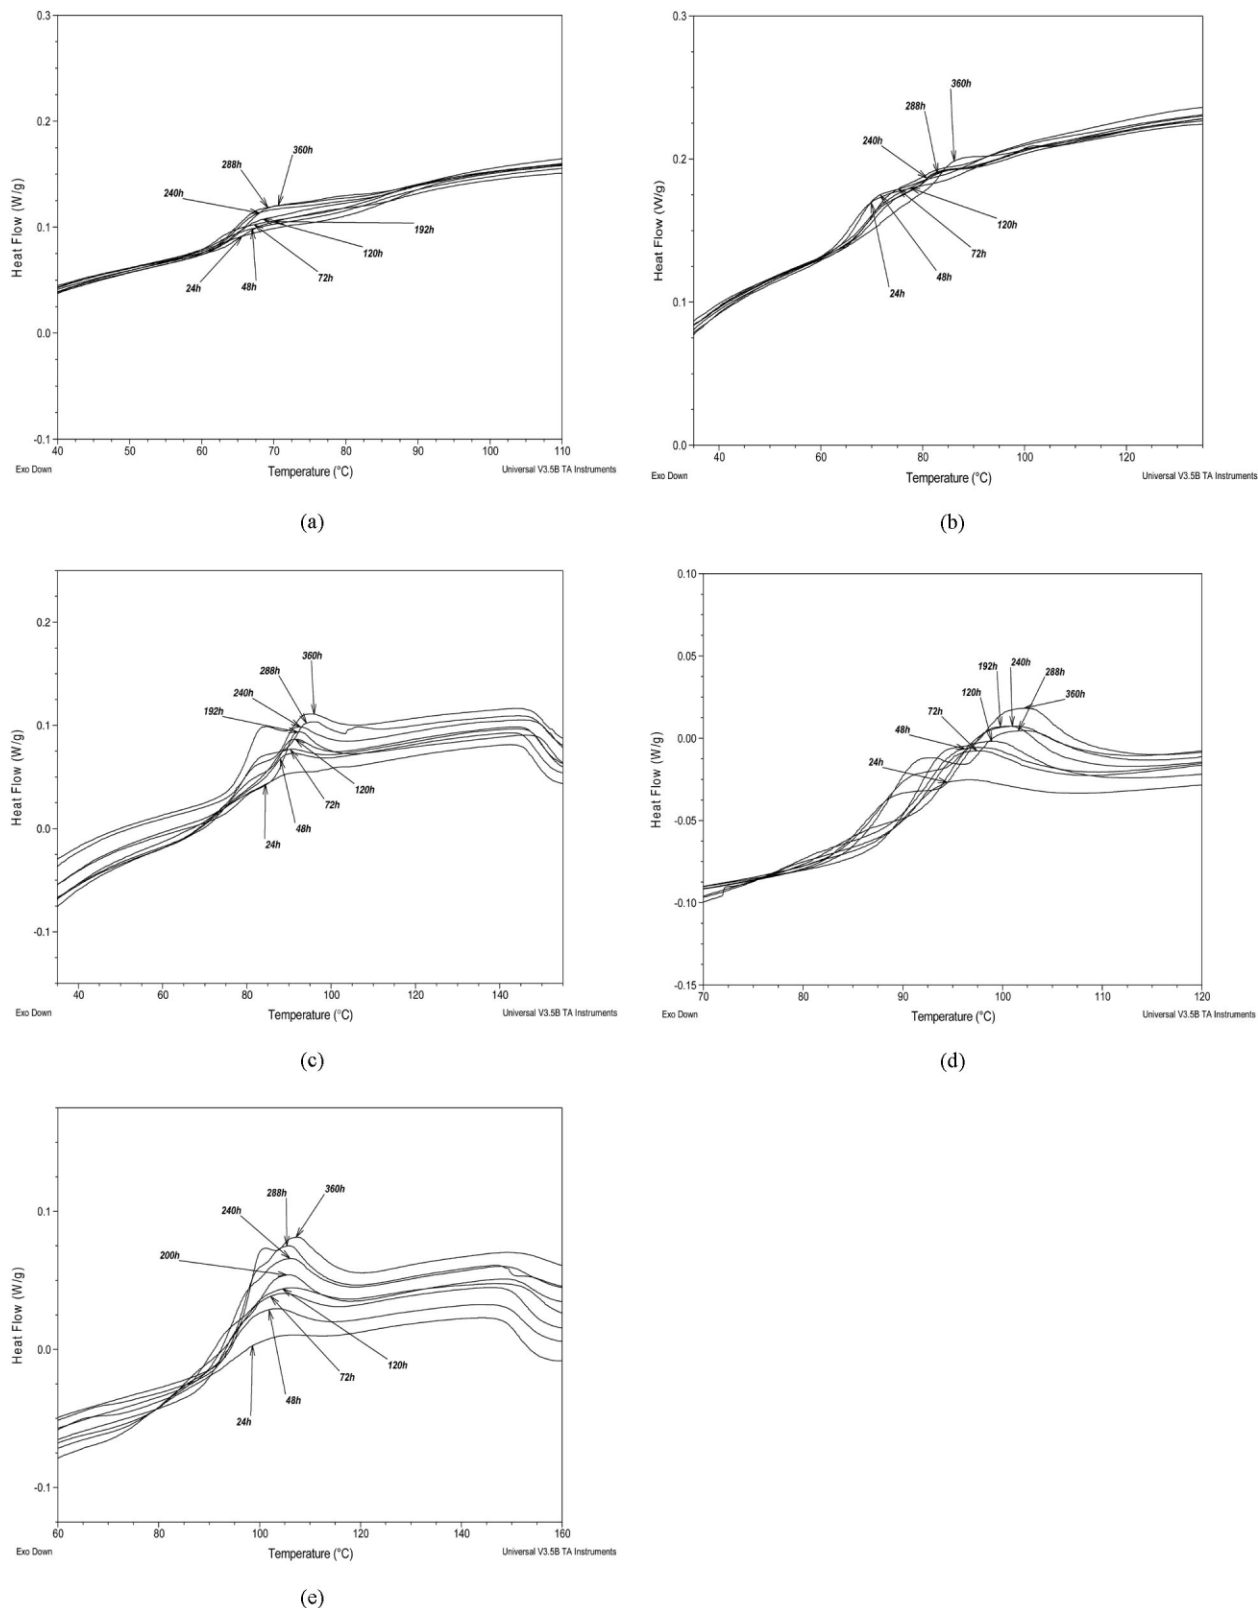 0.3
0.2
0.1
0.0
-0.1
Heat Flow (W/g)
360h
288h
240h
192h
120h
72h
48h
24h
40 50 60 70 80 90 100 110
Exo Down Temperature (°C) Universal V3.5B TA Instruments
(a)
0.3
0.2
0.1
0.0
Heat Flow (W/g)
360h
288h
240h
120h
72h
48h
24h
40 60 80 100 120
Exo Down Temperature (°C) Universal V3.5B TA Instruments
(b)
0.2
0.1
0.0
-0.1
Heat Flow (W/g)
360h
288h
240h
192h
120h
72h
48h
24h
40 60 80 100 120 140
Exo Down Temperature (°C) Universal V3.5B TA Instruments
(c)
0.10
0.05
0.00
-0.05
-0.10
-0.15
Heat Flow (W/g)
240h
192h
288h
120h
360h
72h
48h
24h
70 80 90 100 110 120
Exo Down Temperature (°C) Universal V3.5B TA Instruments
(d)
0.1
0.0
-0.1
Heat Flow (W/g)
360h
288h
240h
200h
120h
72h
48h
24h
60 80 100 120 140 160
Exo Down Temperature (°C) Universal V3.5B TA Instruments
(e)